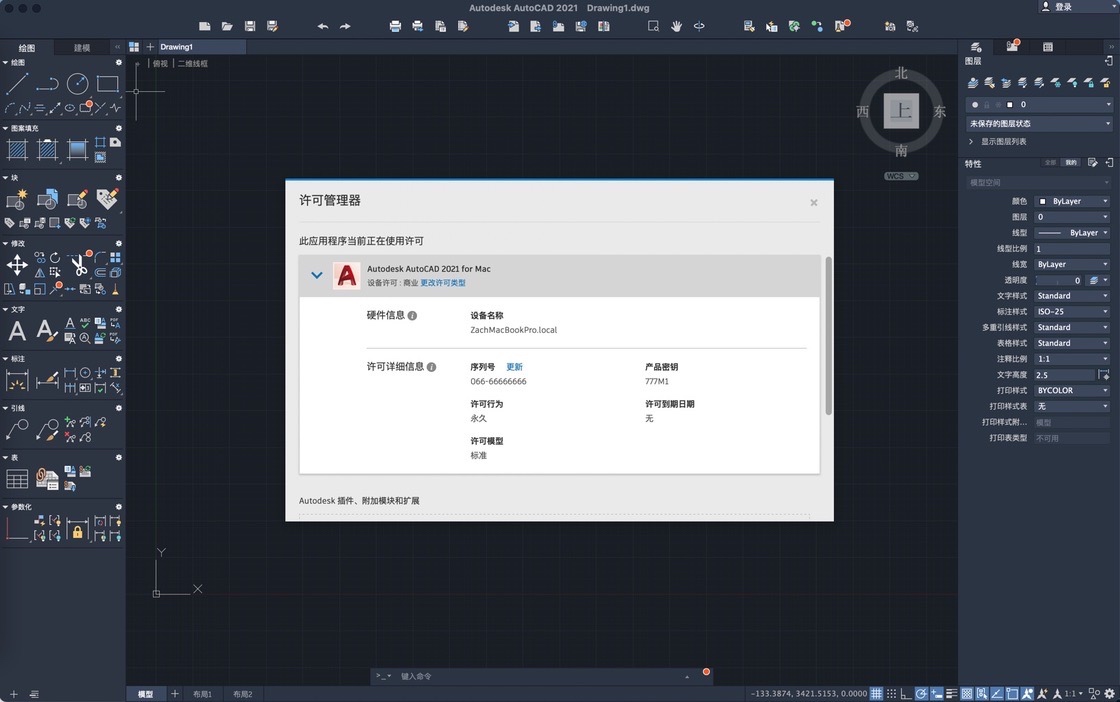 Autodesk AutoCAD 2021 Drawing1.dwg
登录
绘图 建模
Drawing1
绘图
图案填充
块
修改
文字
标注
引线
表
参数化
俯视 二维线框
北
西 上 东
南
WCS
许可管理器
此应用程序当前正在使用许可
Autodesk AutoCAD 2021 for Mac
设备许可 : 商业 更改许可类型
硬件信息
设备名称
ZachMacBookPro.local
许可详细信息
序列号 更新
产品密钥
066-66666666
777M1
许可行为
许可到期日期
永久
无
许可模型
标准
Autodesk 插件、附加模块和扩展
Y
X
>_ 键入命令
模型 布局1 布局2
-133.3874, 3421.5153, 0.0000
1:1
图层
0
未保存的图层状态
显示图层列表
特性 全部 我的
模型空间
颜色 ByLayer
图层 0
线型 ByLayer
线型比例 1
线宽 ByLayer
透明度 0
文字样式 Standard
标注样式 ISO-25
多重引线样式 Standard
表格样式 Standard
注释比例 1:1
文字高度 2.5
打印样式 BYCOLOR
打印样式表 无
打印样式附... 模型
打印表类型 不可用